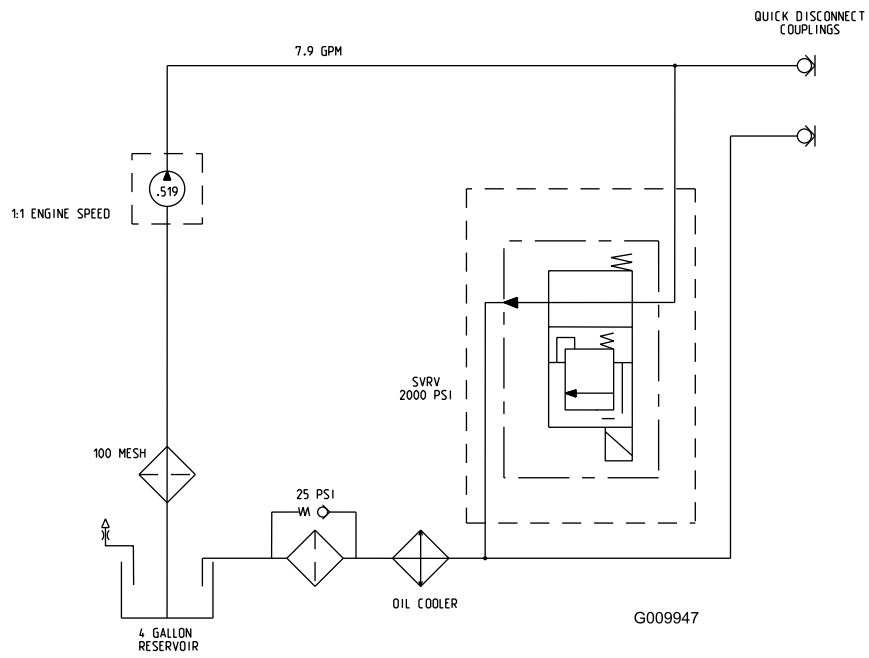 QUICK DISCONNECT
COUPLINGS
7.9 GPM
.519
1:1 ENGINE SPEED
SVRV
2000 PSI
100 MESH
25 PSI
OIL COOLER
G009947
4 GALLON
RESERVOIR